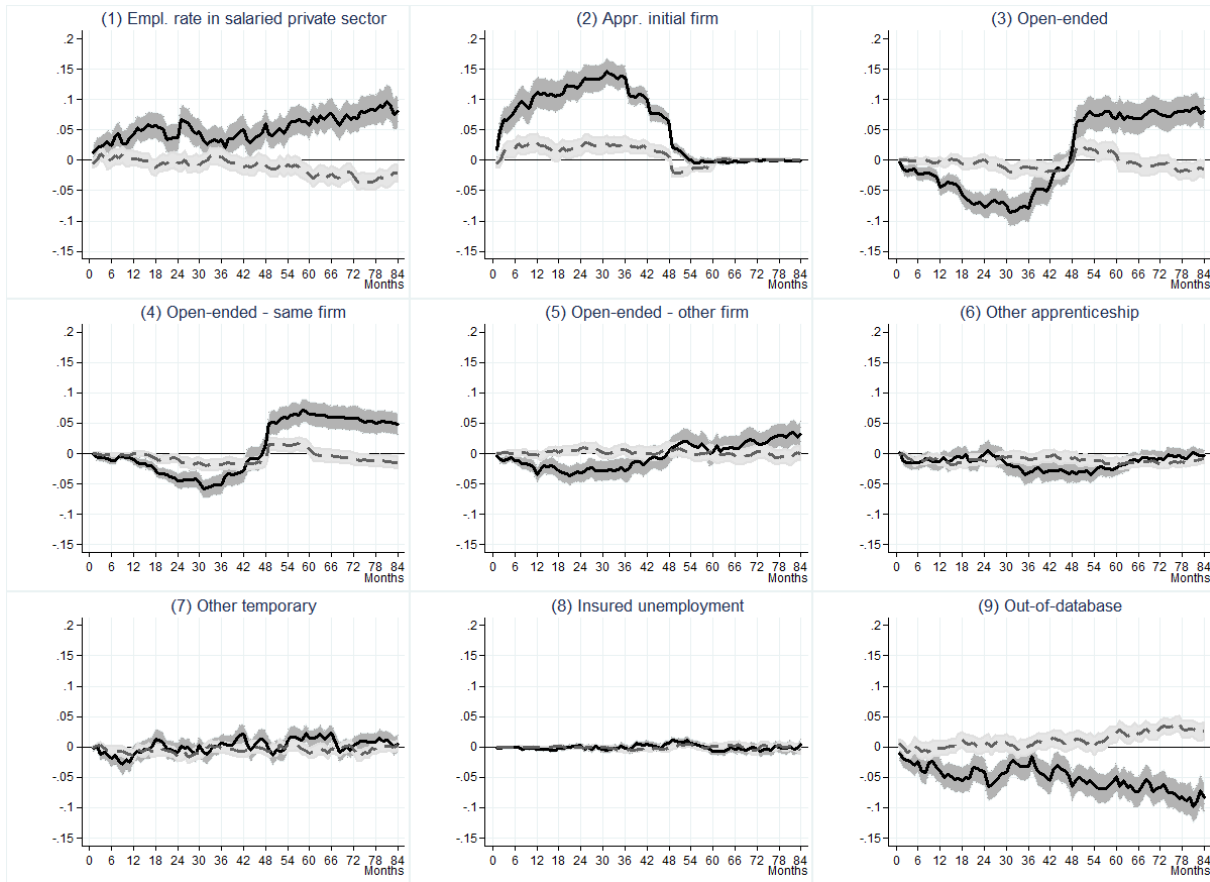 (1) Empl. rate in salaried private sector
.2
.15
.1
.05
0
-.05
-.1
-.15
0 6 12 18 24 30 36 42 48 54 60 66 72 78 84
Months
(2) Appr. initial firm
.2
.15
.1
.05
0
-.05
-.1
-.15
0 6 12 18 24 30 36 42 48 54 60 66 72 78 84
Months
(3) Open-ended
.2
.15
.1
.05
0
-.05
-.1
-.15
0 6 12 18 24 30 36 42 48 54 60 66 72 78 84
Months
(4) Open-ended - same firm
.2
.15
.1
.05
0
-.05
-.1
-.15
0 6 12 18 24 30 36 42 48 54 60 66 72 78 84
Months
(5) Open-ended - other firm
.2
.15
.1
.05
0
-.05
-.1
-.15
0 6 12 18 24 30 36 42 48 54 60 66 72 78 84
Months
(6) Other apprenticeship
.2
.15
.1
.05
0
-.05
-.1
-.15
0 6 12 18 24 30 36 42 48 54 60 66 72 78 84
Months
(7) Other temporary
.2
.15
.1
.05
0
-.05
-.1
-.15
0 6 12 18 24 30 36 42 48 54 60 66 72 78 84
Months
(8) Insured unemployment
.2
.15
.1
.05
0
-.05
-.1
-.15
0 6 12 18 24 30 36 42 48 54 60 66 72 78 84
Months
(9) Out-of-database
.2
.15
.1
.05
0
-.05
-.1
-.15
0 6 12 18 24 30 36 42 48 54 60 66 72 78 84
Months